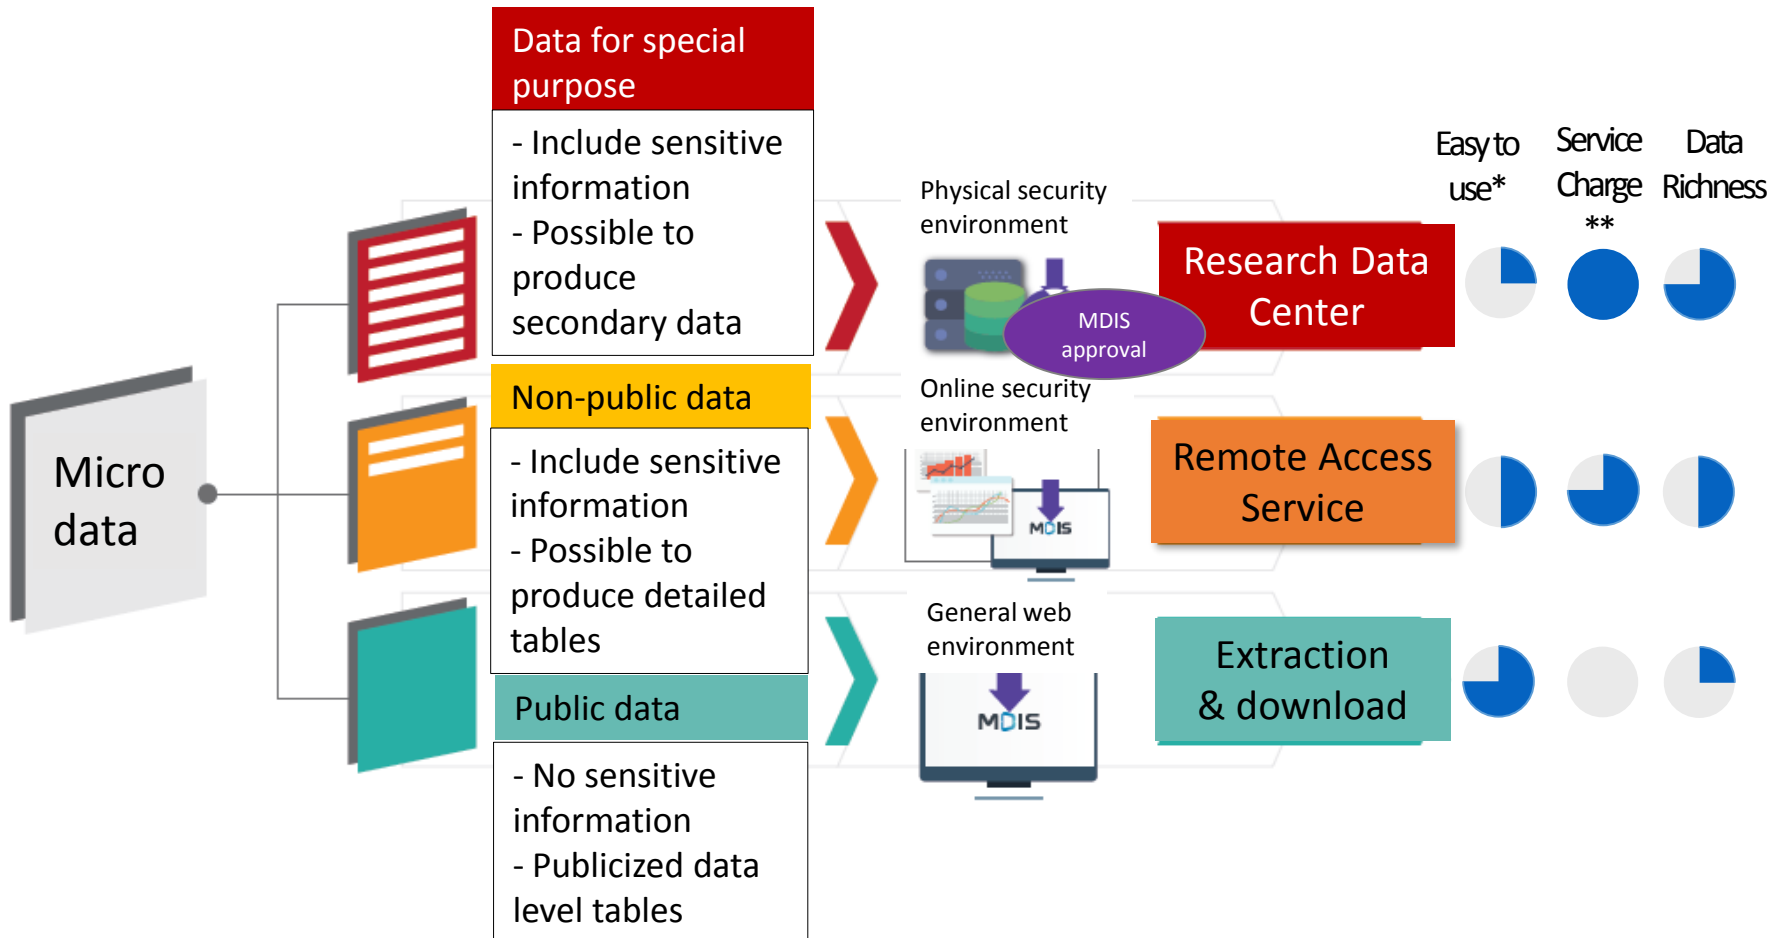 Micro
data
Data for special
purpose
- Include sensitive
information
- Possible to
produce
secondary data
Non-public data
- Include sensitive
information
- Possible to
produce detailed
tables
Public data
- No sensitive
information
- Publicized data
level tables
Physical security
environment
MDIS
approval
Online security
environment
MDIS
General web
environment
MDIS
Research Data
Center
Remote Access
Service
Extraction
& download
Easy to
use*
Service
Charge
**
Data
Richness